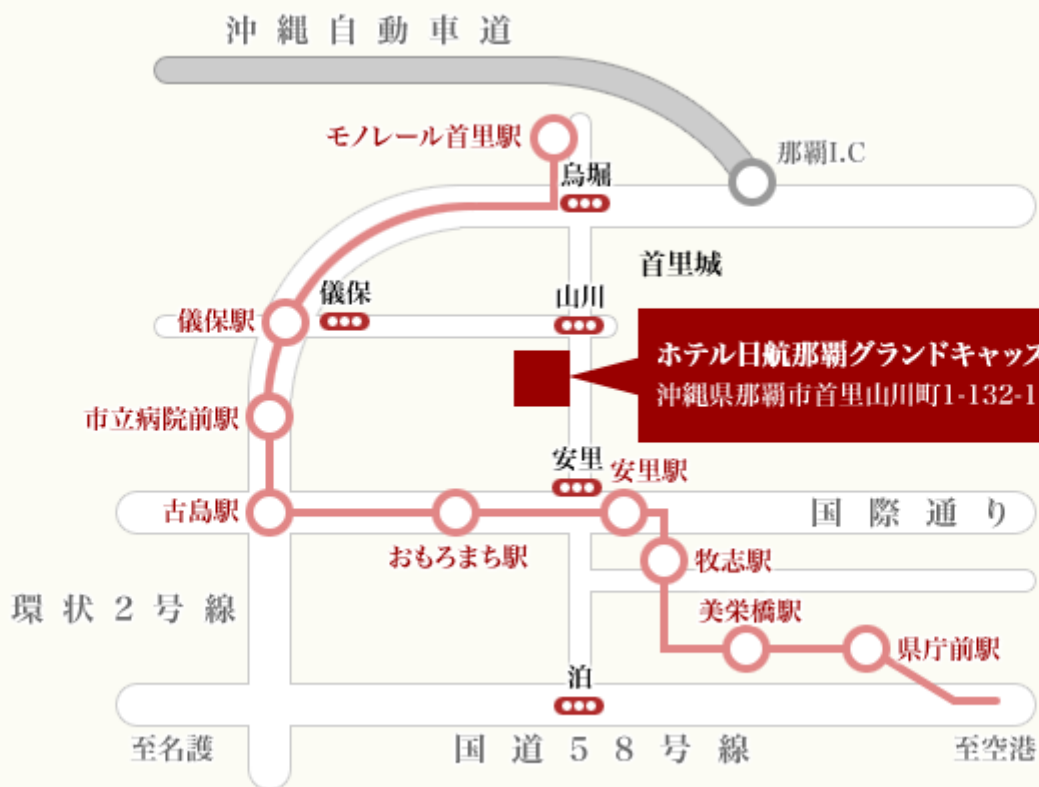 沖縄自動車道
モノレール首里駅
那覇I.C
鳥堀
首里城
儀保
山川
儀保駅
ホテル日航那覇グランドキャッス
沖縄県那覇市首里山川町1-132-1
市立病院前駅
安里
安里駅
古島駅
国際通り
おもろまち駅
牧志駅
環状2号線
美栄橋駅
県庁前駅
泊
至名護
国道58号線
至空港